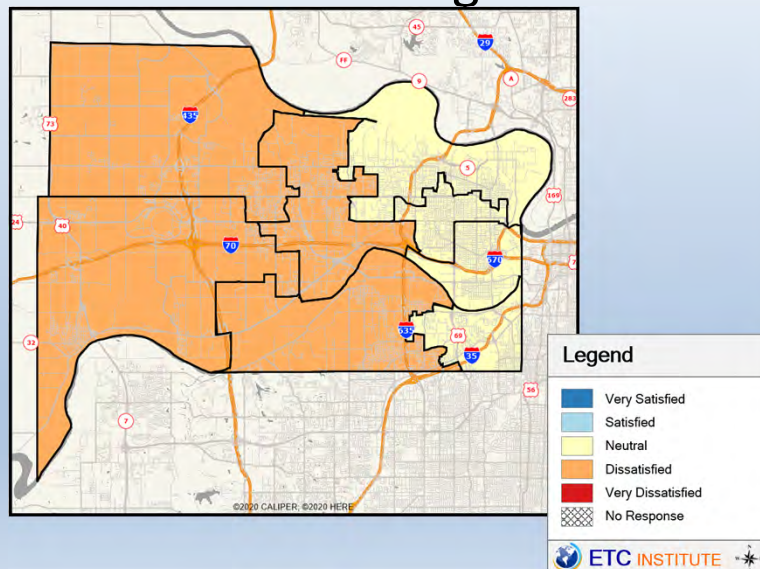 45
29
FF
9
A
283
435
73
5
169
24
40
70
670
7
32
635
69
35
56
7
©2020 CALIPER; ©2020 HERE
Legend
Very Satisfied
Satisfied
Neutral
Dissatisfied
Very Dissatisfied
No Response
ETC INSTITUTE